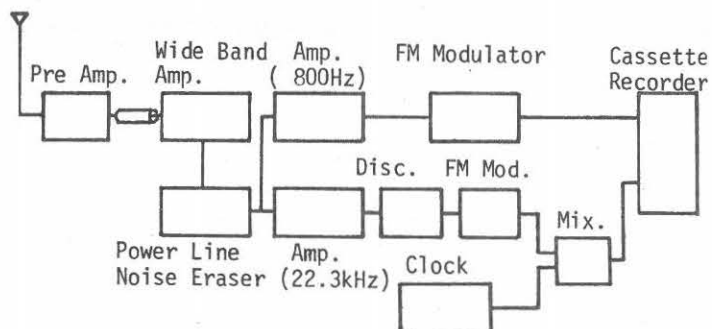 Pre Amp.
Wide Band
Amp.
Amp.
( 800Hz)
FM Modulator
Cassette
Recorder
Disc.
FM Mod.
Mix.
Power Line
Noise Eraser
Amp.
(22.3kHz)
Clock